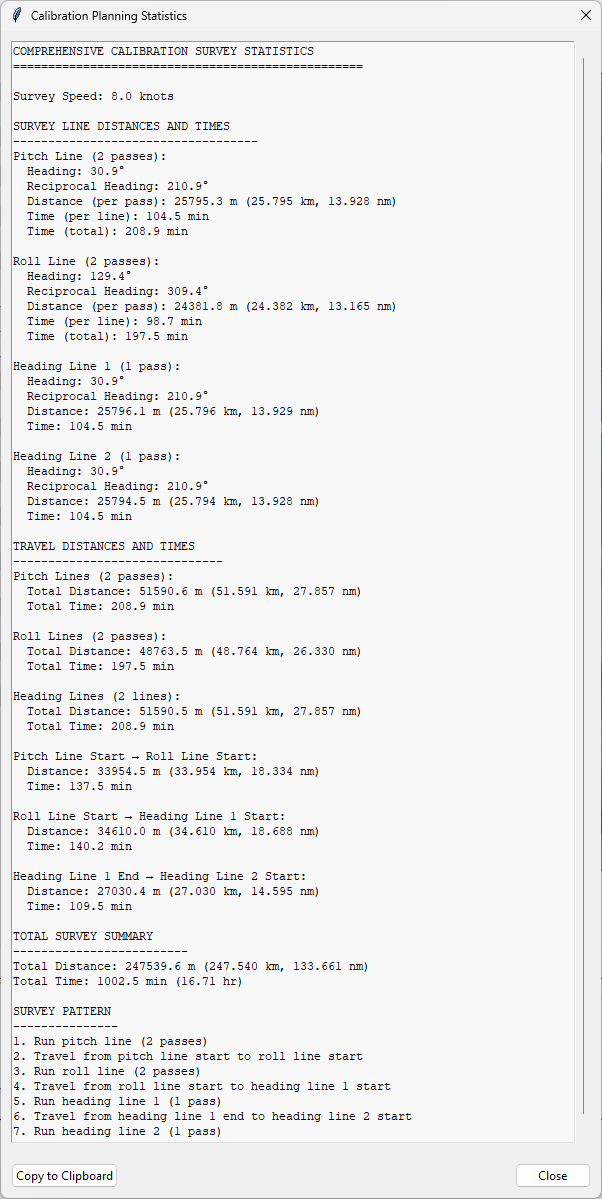 Calibration Planning Statistics
COMPREHENSIVE CALIBRATION SURVEY STATISTICS
==================================================
Survey Speed: 8.0 knots
SURVEY LINE DISTANCES AND TIMES
-----------------------------------
Pitch Line (2 passes):
  Heading: 30.9°
  Reciprocal Heading: 210.9°
  Distance (per pass): 25795.3 m (25.795 km, 13.928 nm)
  Time (per line): 104.5 min
  Time (total): 208.9 min
Roll Line (2 passes):
  Heading: 129.4°
  Reciprocal Heading: 309.4°
  Distance (per pass): 24381.8 m (24.382 km, 13.165 nm)
  Time (per line): 98.7 min
  Time (total): 197.5 min
Heading Line 1 (1 pass):
  Heading: 30.9°
  Reciprocal Heading: 210.9°
  Distance: 25796.1 m (25.796 km, 13.929 nm)
  Time: 104.5 min
Heading Line 2 (1 pass):
  Heading: 30.9°
  Reciprocal Heading: 210.9°
  Distance: 25794.5 m (25.794 km, 13.928 nm)
  Time: 104.5 min
TRAVEL DISTANCES AND TIMES
------------------------------
Pitch Lines (2 passes):
  Total Distance: 51590.6 m (51.591 km, 27.857 nm)
  Total Time: 208.9 min
Roll Lines (2 passes):
  Total Distance: 48763.5 m (48.764 km, 26.330 nm)
  Total Time: 197.5 min
Heading Lines (2 lines):
  Total Distance: 51590.5 m (51.591 km, 27.857 nm)
  Total Time: 208.9 min
Pitch Line Start → Roll Line Start:
  Distance: 33954.5 m (33.954 km, 18.334 nm)
  Time: 137.5 min
Roll Line Start → Heading Line 1 Start:
  Distance: 34610.0 m (34.610 km, 18.688 nm)
  Time: 140.2 min
Heading Line 1 End → Heading Line 2 Start:
  Distance: 27030.4 m (27.030 km, 14.595 nm)
  Time: 109.5 min
TOTAL SURVEY SUMMARY
-------------------------
Total Distance: 247539.6 m (247.540 km, 133.661 nm)
Total Time: 1002.5 min (16.71 hr)
SURVEY PATTERN
---------------
1. Run pitch line (2 passes)
2. Travel from pitch line start to roll line start
3. Run roll line (2 passes)
4. Travel from roll line start to heading line 1 start
5. Run heading line 1 (1 pass)
6. Travel from heading line 1 end to heading line 2 start
7. Run heading line 2 (1 pass)
Copy to Clipboard
Close